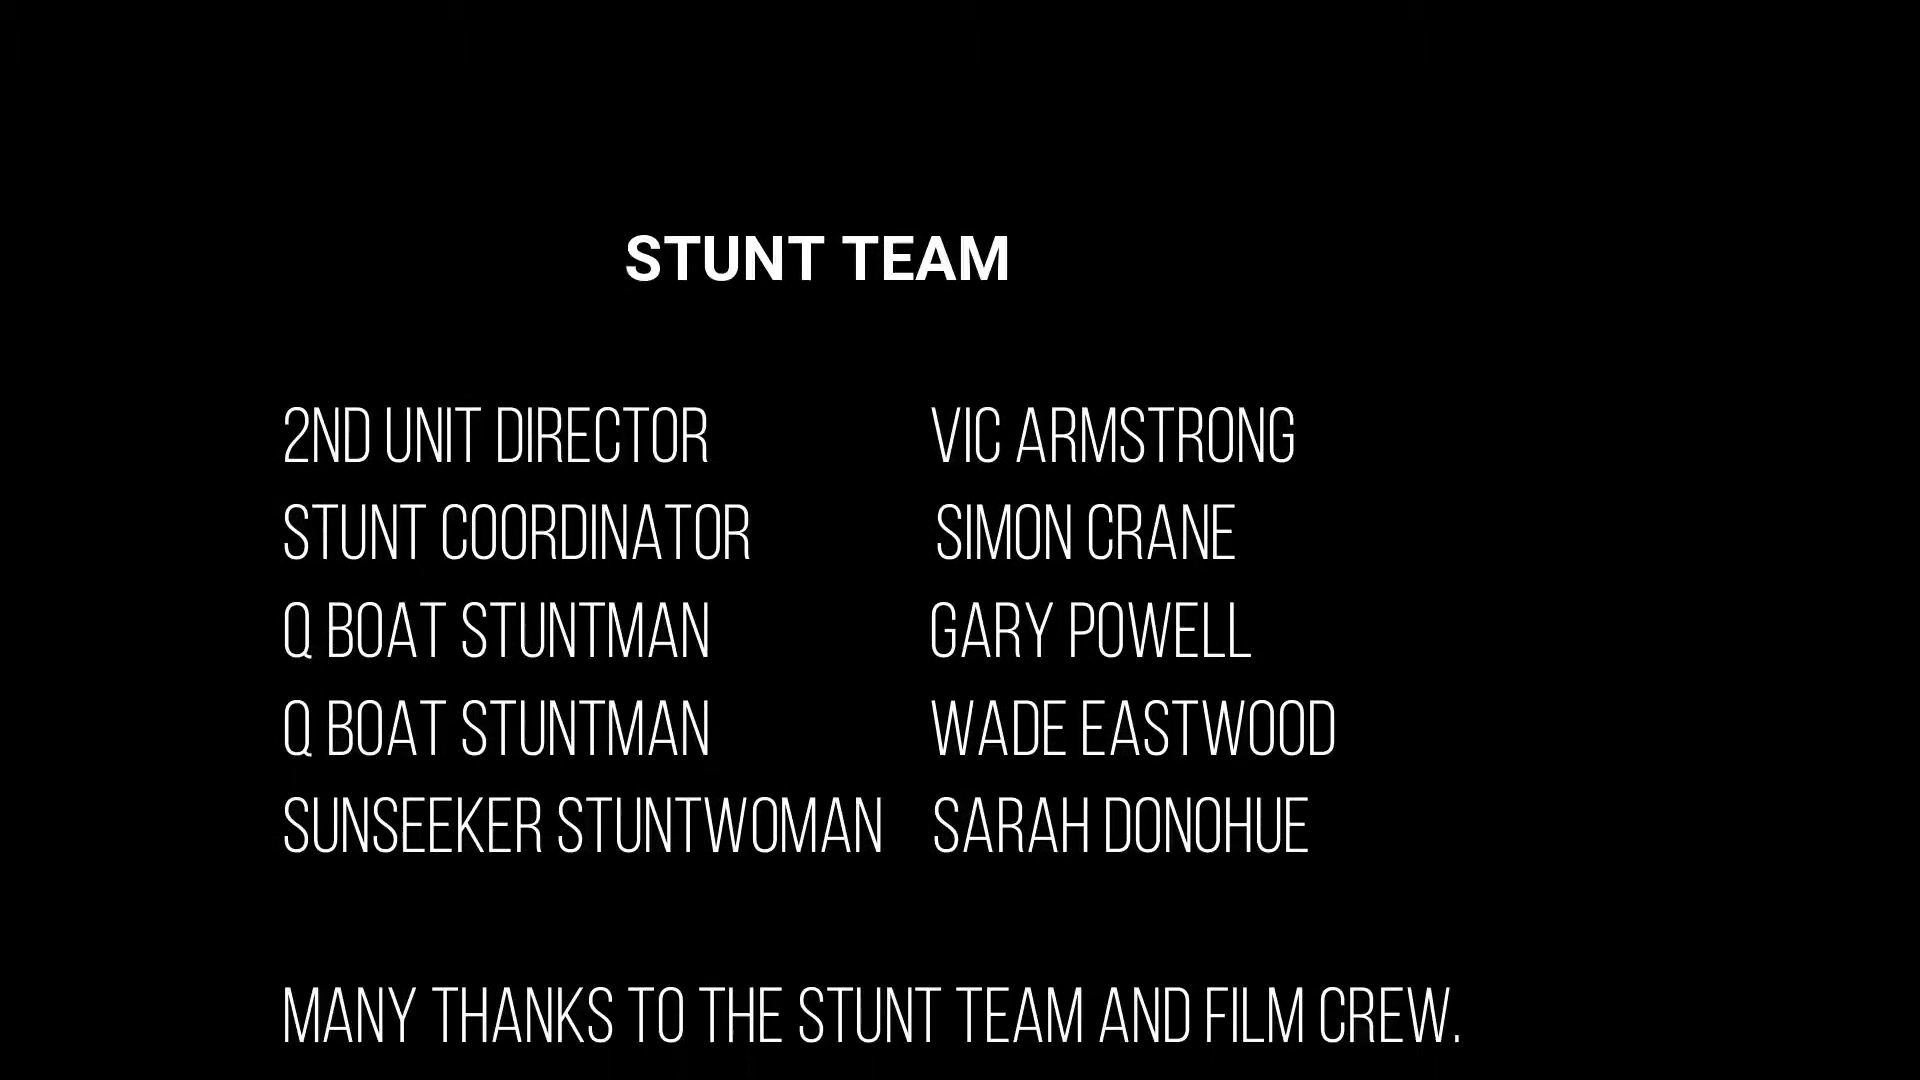 STUNT TEAM
2ND UNIT DIRECTOR VIC ARMSTRONG
STUNT COORDINATOR SIMON CRANE
Q BOAT STUNTMAN GARY POWELL
Q BOAT STUNTMAN WADE EASTWOOD
SUNSEEKER STUNTWOMAN SARAH DONOHUE
MANY THANKS TO THE STUNT TEAM AND FILM CREW.